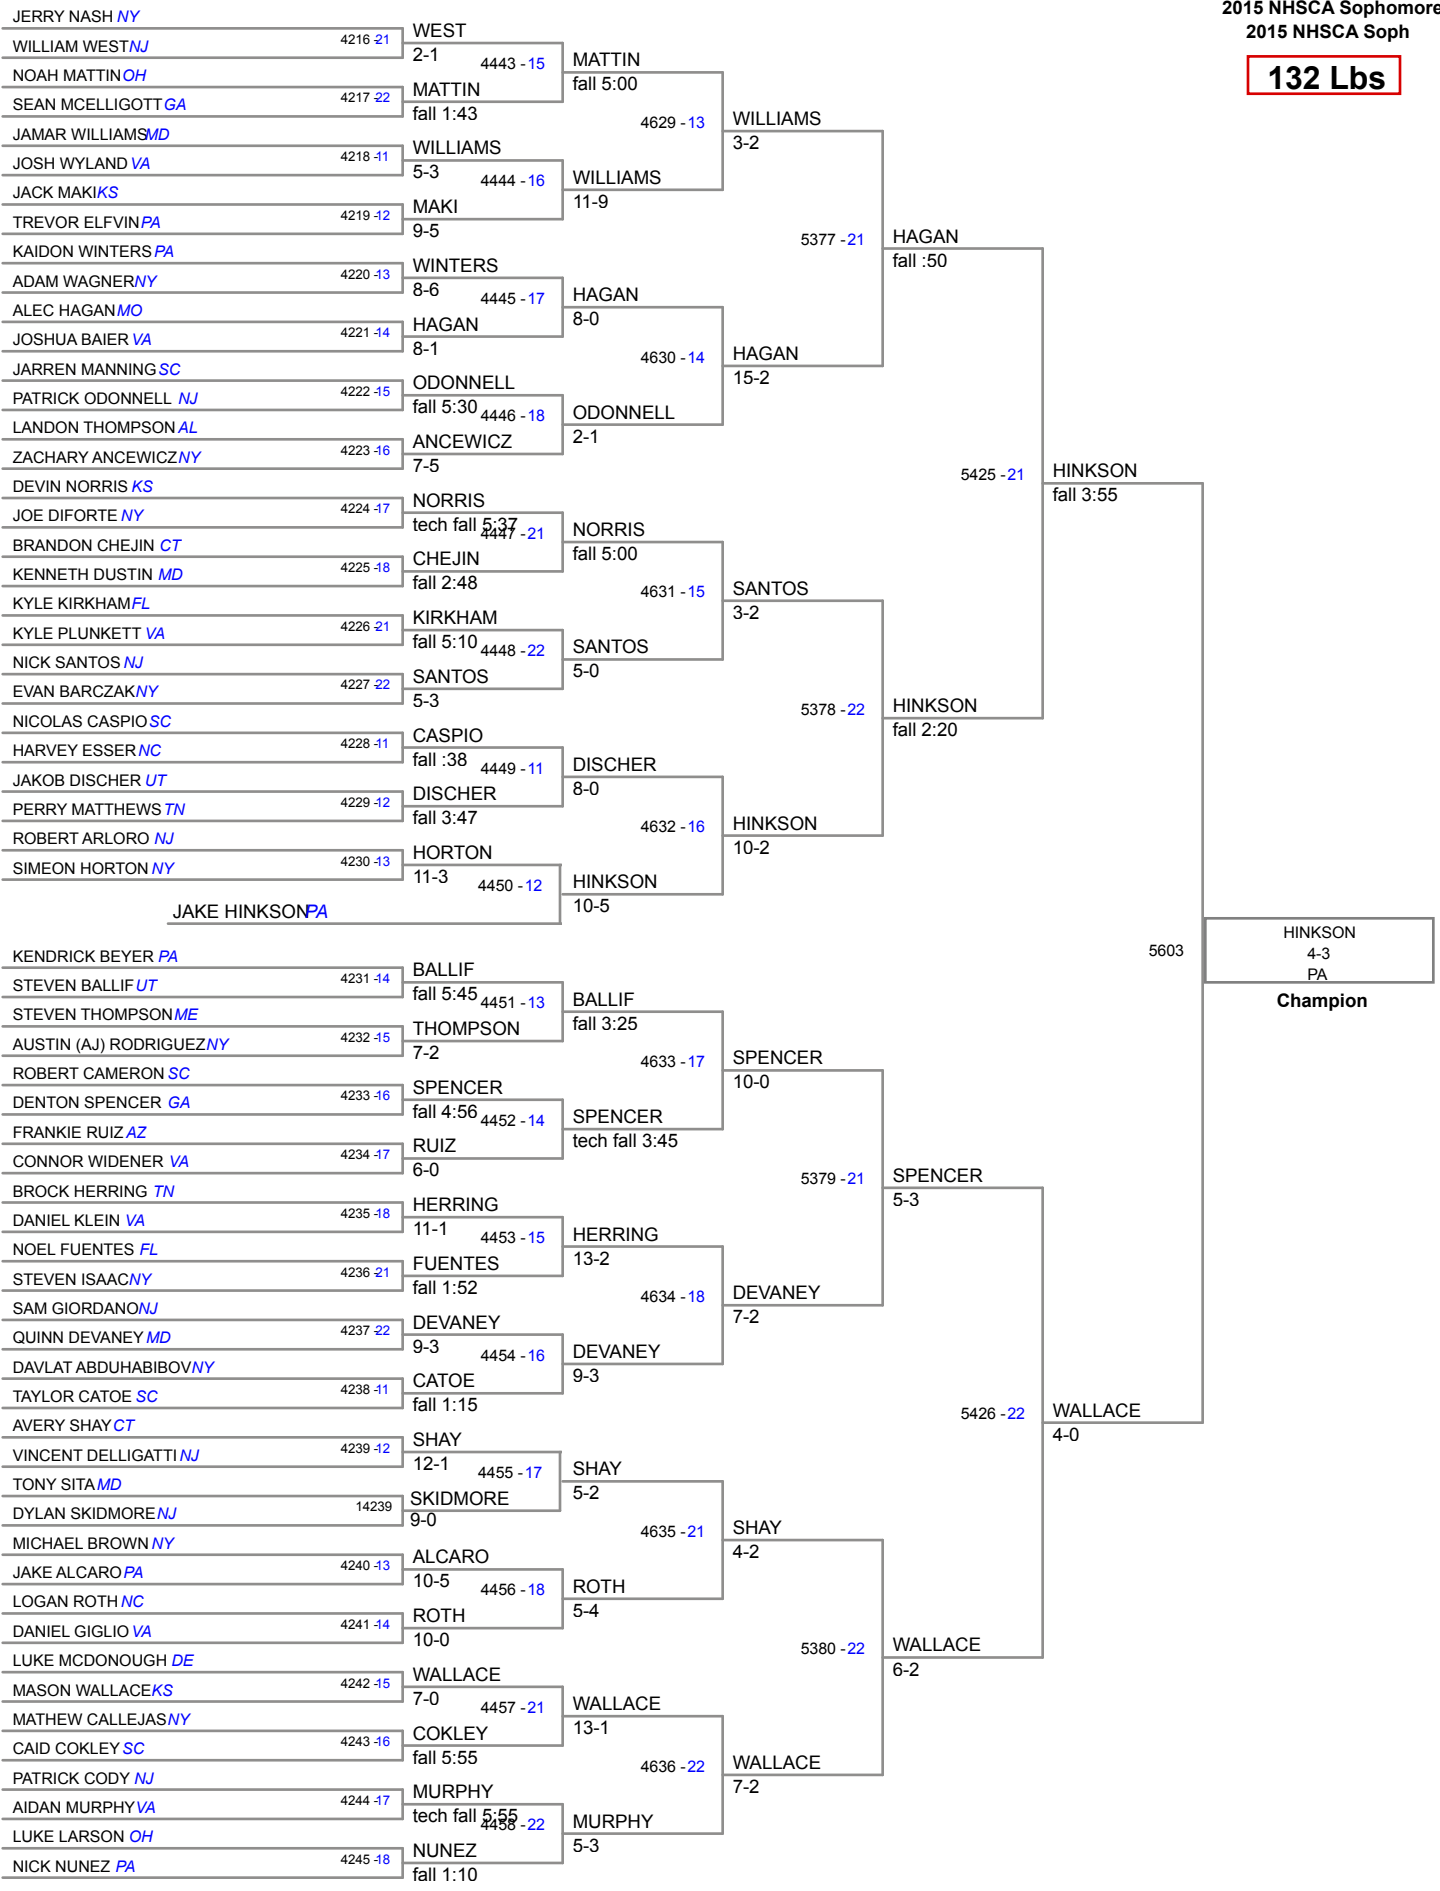 2015 NHSCA Sophomore
2015 NHSCA Soph
132 Lbs
JERRY NASH NY
WILLIAM WEST NJ
NOAH MATTIN OH
SEAN MCELLIGOTT GA
JAMAR WILLIAMS MD
JOSH WYLAND VA
JACK MAKI KS
TREVOR ELFVIN PA
KAIDON WINTERS PA
ADAM WAGNER NY
ALEC HAGAN MO
JOSHUA BAIER VA
JARREN MANNING SC
PATRICK ODONNELL NJ
LANDON THOMPSON AL
ZACHARY ANCEWICZ NY
DEVIN NORRIS KS
JOE DIFORTE NY
BRANDON CHEJIN CT
KENNETH DUSTIN MD
KYLE KIRKHAM FL
KYLE PLUNKETT VA
NICK SANTOS NJ
EVAN BARCZAK NY
NICOLAS CASPIO SC
HARVEY ESSER NC
JAKOB DISCHER UT
PERRY MATTHEWS TN
ROBERT ARLORO NJ
SIMEON HORTON NY
JAKE HINKSON PA
KENDRICK BEYER PA
STEVEN BALLIF UT
STEVEN THOMPSON ME
AUSTIN (AJ) RODRIGUEZ NY
ROBERT CAMERON SC
DENTON SPENCER GA
FRANKIE RUIZ AZ
CONNOR WIDENER VA
BROCK HERRING TN
DANIEL KLEIN VA
NOEL FUENTES FL
STEVEN ISAAC NY
SAM GIORDANO NJ
QUINN DEVANEY MD
DAVLAT ABDUHABIBOV NY
TAYLOR CATOE SC
AVERY SHAY CT
VINCENT DELLIGATTI NJ
TONY SITA MD
DYLAN SKIDMORE NJ
MICHAEL BROWN NY
JAKE ALCARO PA
LOGAN ROTH NC
DANIEL GIGLIO VA
LUKE MCDONOUGH DE
MASON WALLACE KS
MATHEW CALLEJAS NY
CAID COKLEY SC
PATRICK CODY NJ
AIDAN MURPHY VA
LUKE LARSON OH
NICK NUNEZ PA
4216 -21
WEST
2-1
4217 -22
MATTIN
fall 1:43
4218 -11
WILLIAMS
5-3
4219 -12
MAKI
9-5
4220 -13
WINTERS
8-6
4221 -14
HAGAN
8-1
4222 -15
ODONNELL
fall 5:30
4223 -16
ANCEWICZ
7-5
4224 -17
NORRIS
tech fall 5:37
4225 -18
CHEJIN
fall 2:48
4226 -21
KIRKHAM
fall 5:10
4227 -22
SANTOS
5-3
4228 -11
CASPIO
fall :38
4229 -12
DISCHER
fall 3:47
4230 -13
HORTON
11-3
4231 -14
BALLIF
fall 5:45
4232 -15
THOMPSON
7-2
4233 -16
SPENCER
fall 4:56
4234 -17
RUIZ
6-0
4235 -18
HERRING
11-1
4236 -21
FUENTES
fall 1:52
4237 -22
DEVANEY
9-3
4238 -11
CATOE
fall 1:15
4239 -12
SHAY
12-1
14239
SKIDMORE
9-0
4240 -13
ALCARO
10-5
4241 -14
ROTH
10-0
4242 -15
WALLACE
7-0
4243 -16
COKLEY
fall 5:55
4244 -17
MURPHY
tech fall 5:55
4245 -18
NUNEZ
fall 1:10
4443 - 15
MATTIN
fall 5:00
4444 - 16
WILLIAMS
11-9
4445 - 17
HAGAN
8-0
4446 - 18
ODONNELL
2-1
4447 - 21
NORRIS
fall 5:00
4448 - 22
SANTOS
5-0
4449 - 11
DISCHER
8-0
4450 - 12
HINKSON
10-5
4451 - 13
BALLIF
fall 3:25
4452 - 14
SPENCER
tech fall 3:45
4453 - 15
HERRING
13-2
4454 - 16
DEVANEY
9-3
4455 - 17
SHAY
5-2
4456 - 18
ROTH
5-4
4457 - 21
WALLACE
13-1
4458 - 22
MURPHY
5-3
4629 - 13
WILLIAMS
3-2
4630 - 14
HAGAN
15-2
4631 - 15
SANTOS
3-2
4632 - 16
HINKSON
10-2
4633 - 17
SPENCER
10-0
4634 - 18
DEVANEY
7-2
4635 - 21
SHAY
4-2
4636 - 22
WALLACE
7-2
5377 - 21
HAGAN
fall :50
5378 - 22
HINKSON
fall 2:20
5379 - 21
SPENCER
5-3
5380 - 22
WALLACE
6-2
5425 - 21
HINKSON
fall 3:55
5426 - 22
WALLACE
4-0
5603
HINKSON
4-3
PA
Champion